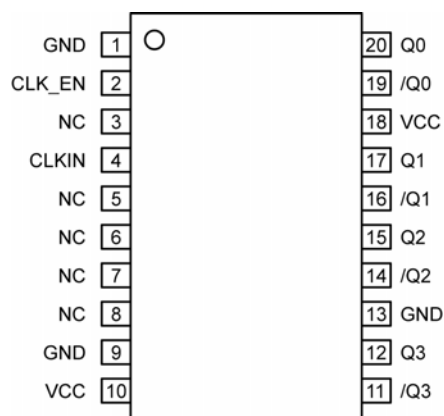 GND 1 20 Q0
CLK_EN 2 19 /Q0
NC 3 18 VCC
CLKIN 4 17 Q1
NC 5 16 /Q1
NC 6 15 Q2
NC 7 14 /Q2
NC 8 13 GND
GND 9 12 Q3
VCC 10 11 /Q3